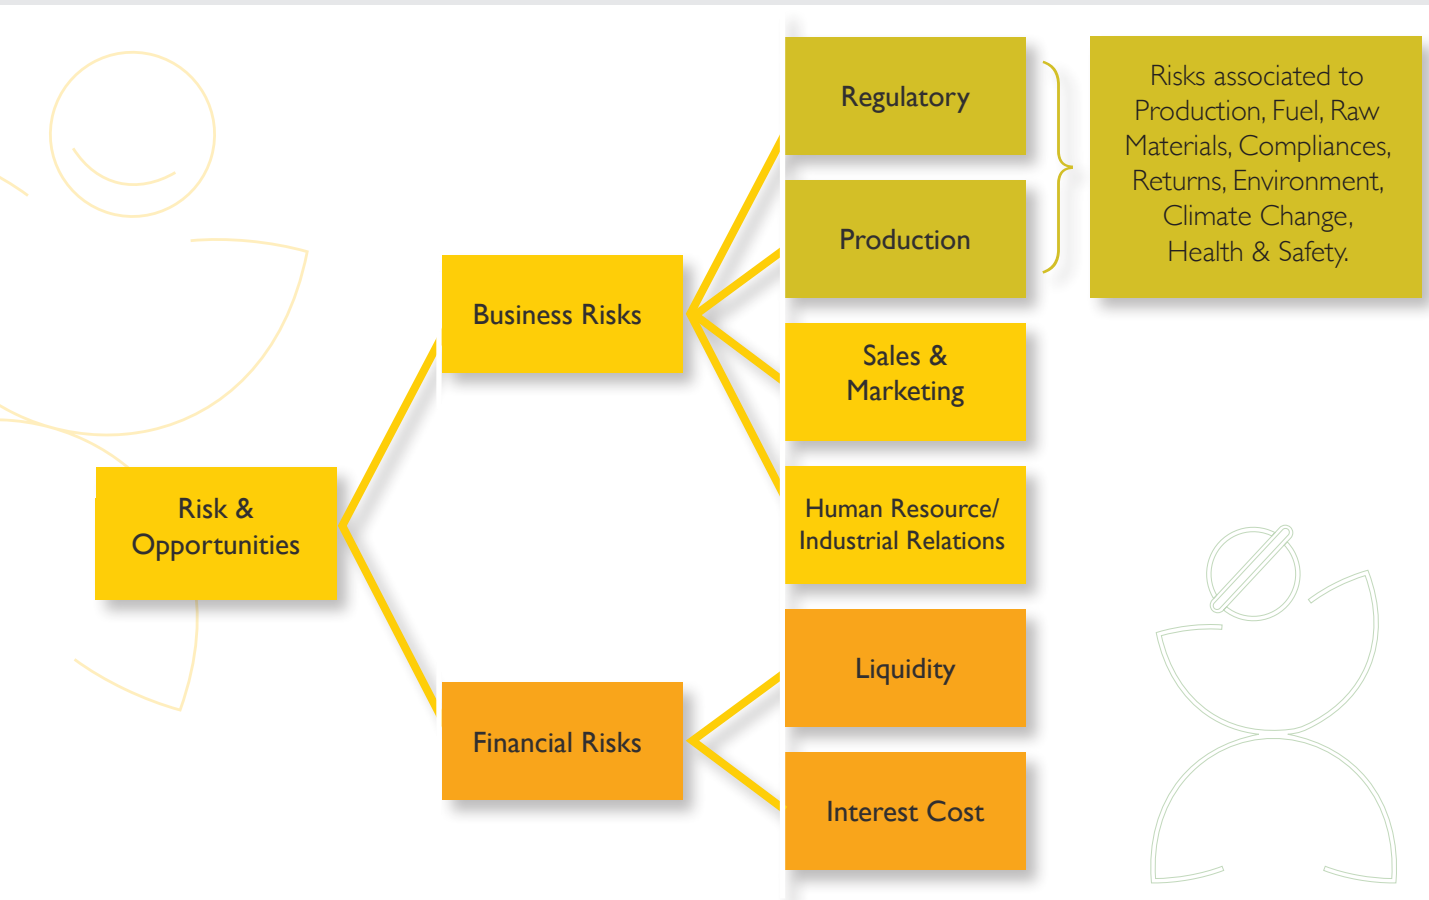 Regulatory
Risks associated to
Production, Fuel, Raw
Materials, Compliances,
Returns, Environment,
Climate Change,
Health & Safety.
Production
Business Risks
Sales &
Marketing
Risk &
Opportunities
Human Resource/
Industrial Relations
Liquidity
Financial Risks
Interest Cost